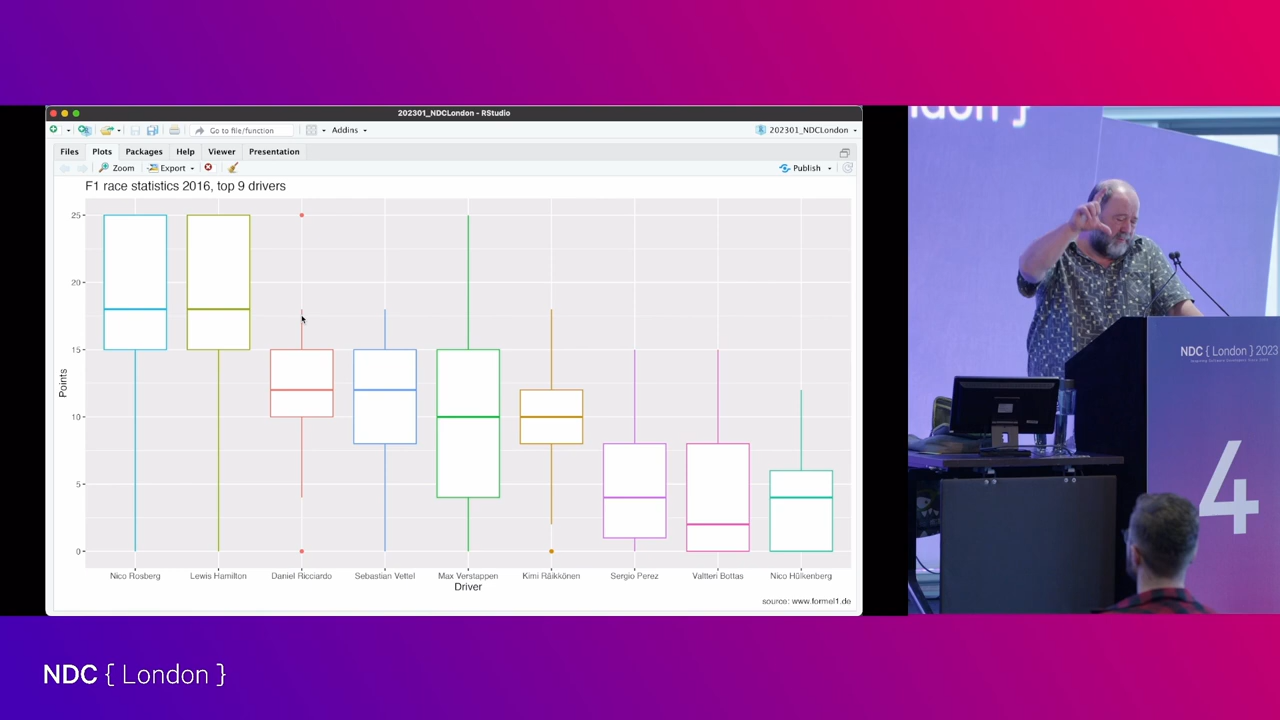 202301_NDCLondon - RStudio
Go to file/function
Addins
202301_NDCLondon
Files Plots Packages Help Viewer Presentation
Zoom Export Publish
F1 race statistics 2016, top 9 drivers
Points
25
20
15
10
5
0
Nico Rosberg Lewis Hamilton Daniel Ricciardo Sebastian Vettel Max Verstappen Kimi Räikkönen Sergio Perez Valtteri Bottas Nico Hülkenberg
Driver
source: www.formel1.de
ondon }
NDC { London } 2023
4
NDC { London }